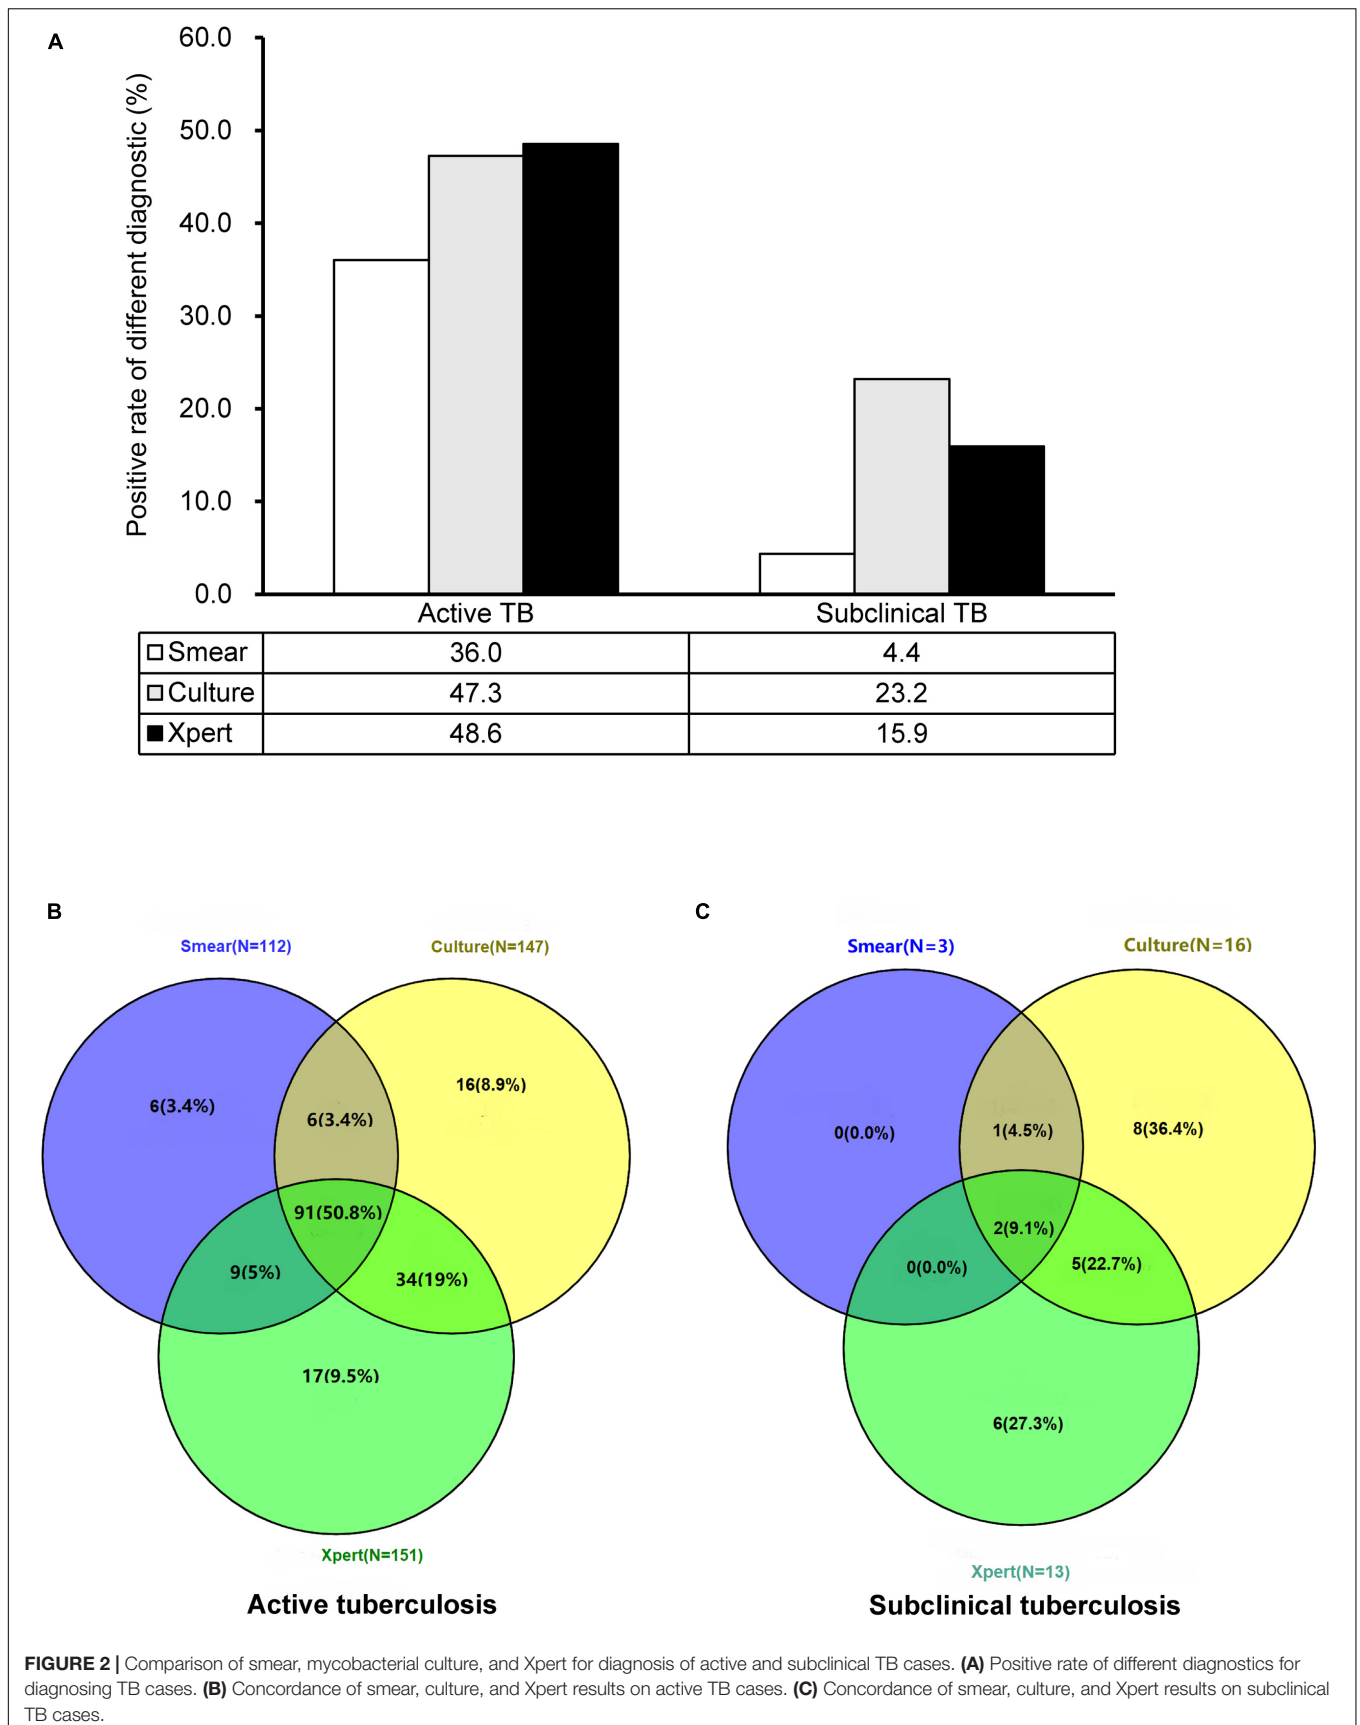 A
Positive rate of different diagnostic (%)
60.0
50.0
40.0
30.0
20.0
10.0
0.0
Active TB Subclinical TB
Smear 36.0 4.4
Culture 47.3 23.2
Xpert 48.6 15.9
B
Smear(N=112) Culture(N=147)
16(8.9%)
6(3.4%) 6(3.4%)
91(50.8%)
9(5%) 34(19%)
17(9.5%)
Xpert(N=151)
Active tuberculosis
C
Smear(N=3) Culture(N=16)
0(0.0%) 1(4.5%) 8(36.4%)
2(9.1%)
0(0.0%) 5(22.7%)
6(27.3%)
Xpert(N=13)
Subclinical tuberculosis
FIGURE 2 | Comparison of smear, mycobacterial culture, and Xpert for diagnosis of active and subclinical TB cases. (A) Positive rate of different diagnostics for
diagnosing TB cases. (B) Concordance of smear, culture, and Xpert results on active TB cases. (C) Concordance of smear, culture, and Xpert results on subclinical
TB cases.